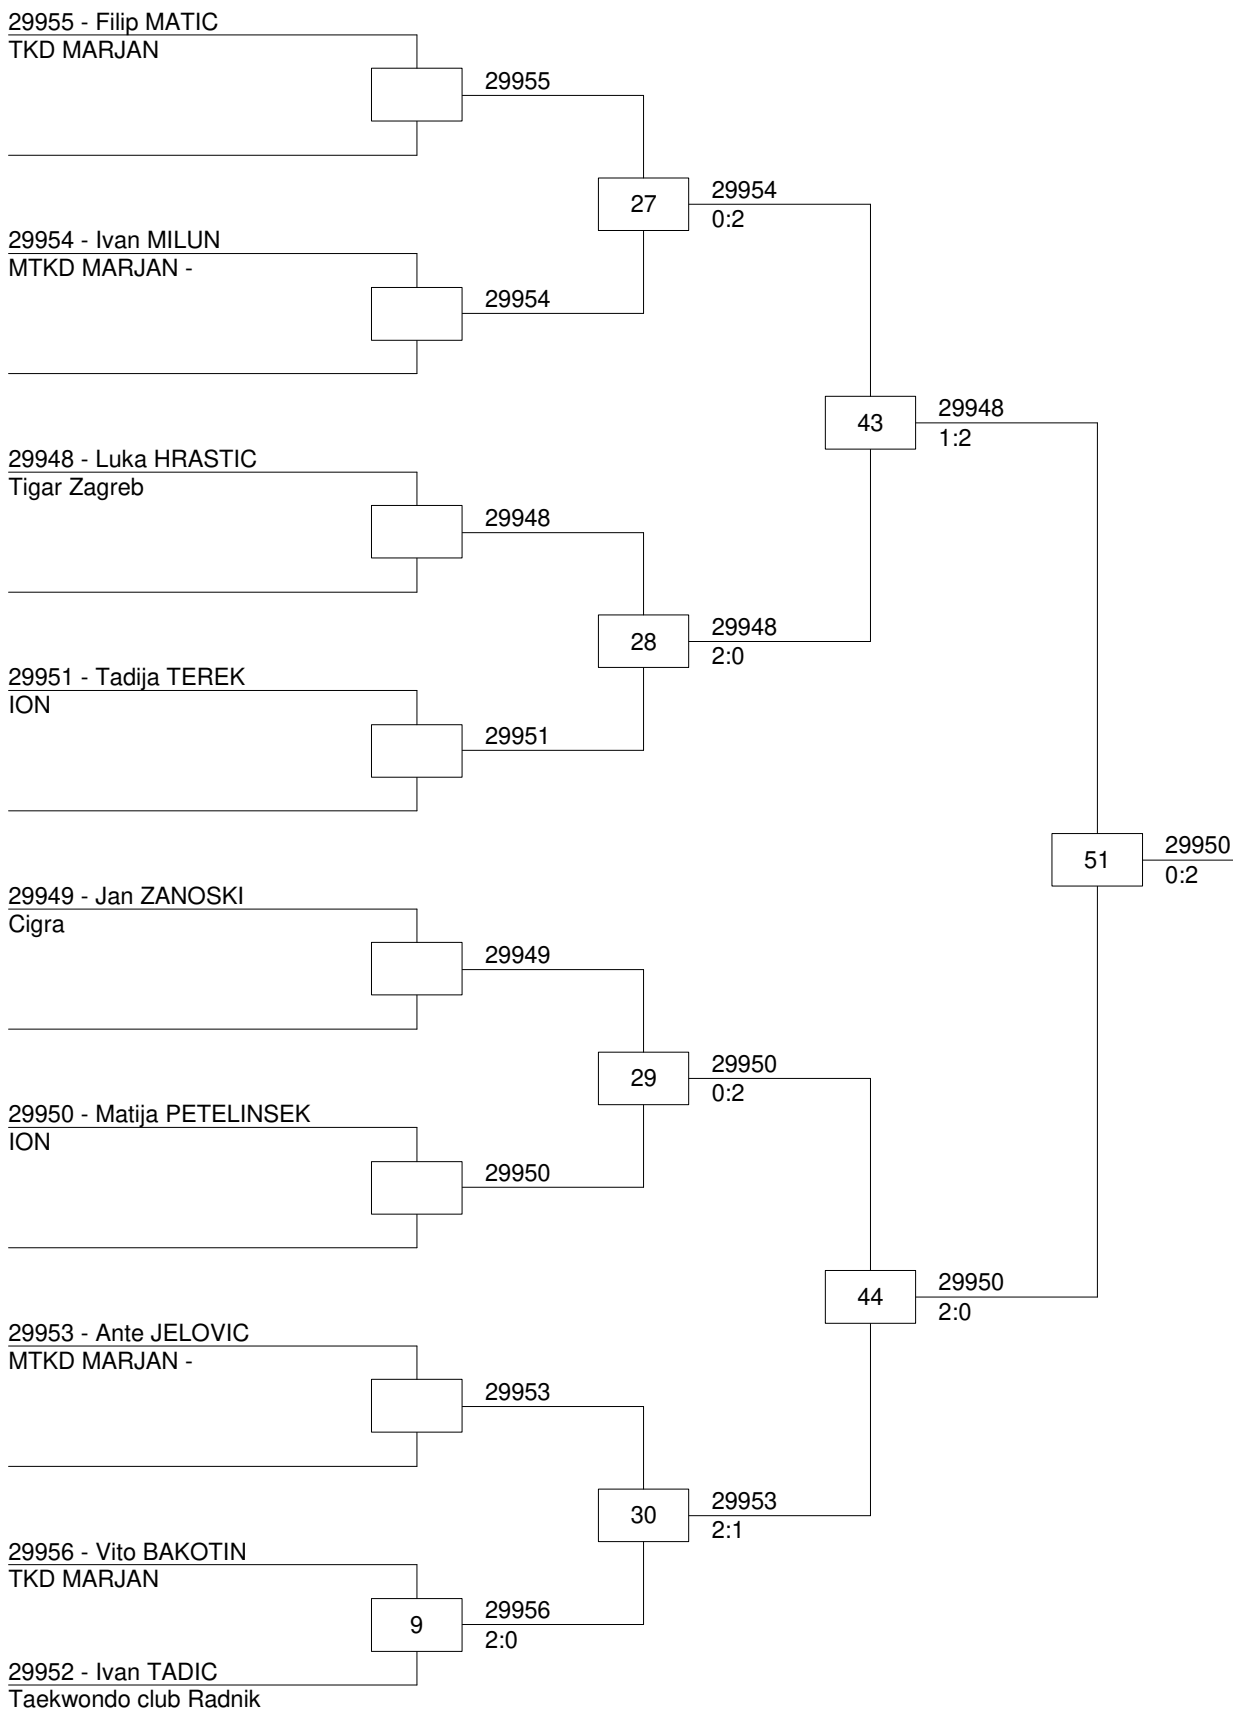 29955 - Filip MATIC
TKD MARJAN
29955
27
29954
0:2
29954 - Ivan MILUN
MTKD MARJAN -
29954
43
29948
1:2
29948 - Luka HRASTIC
Tigar Zagreb
29948
28
29948
2:0
29951 - Tadija TEREK
ION
29951
51
29950
0:2
29949 - Jan ZANOSKI
Cigra
29949
29
29950
0:2
29950 - Matija PETELINSEK
ION
29950
44
29950
2:0
29953 - Ante JELOVIC
MTKD MARJAN -
29953
30
29953
2:1
29956 - Vito BAKOTIN
TKD MARJAN
9
29956
2:0
29952 - Ivan TADIC
Taekwondo club Radnik